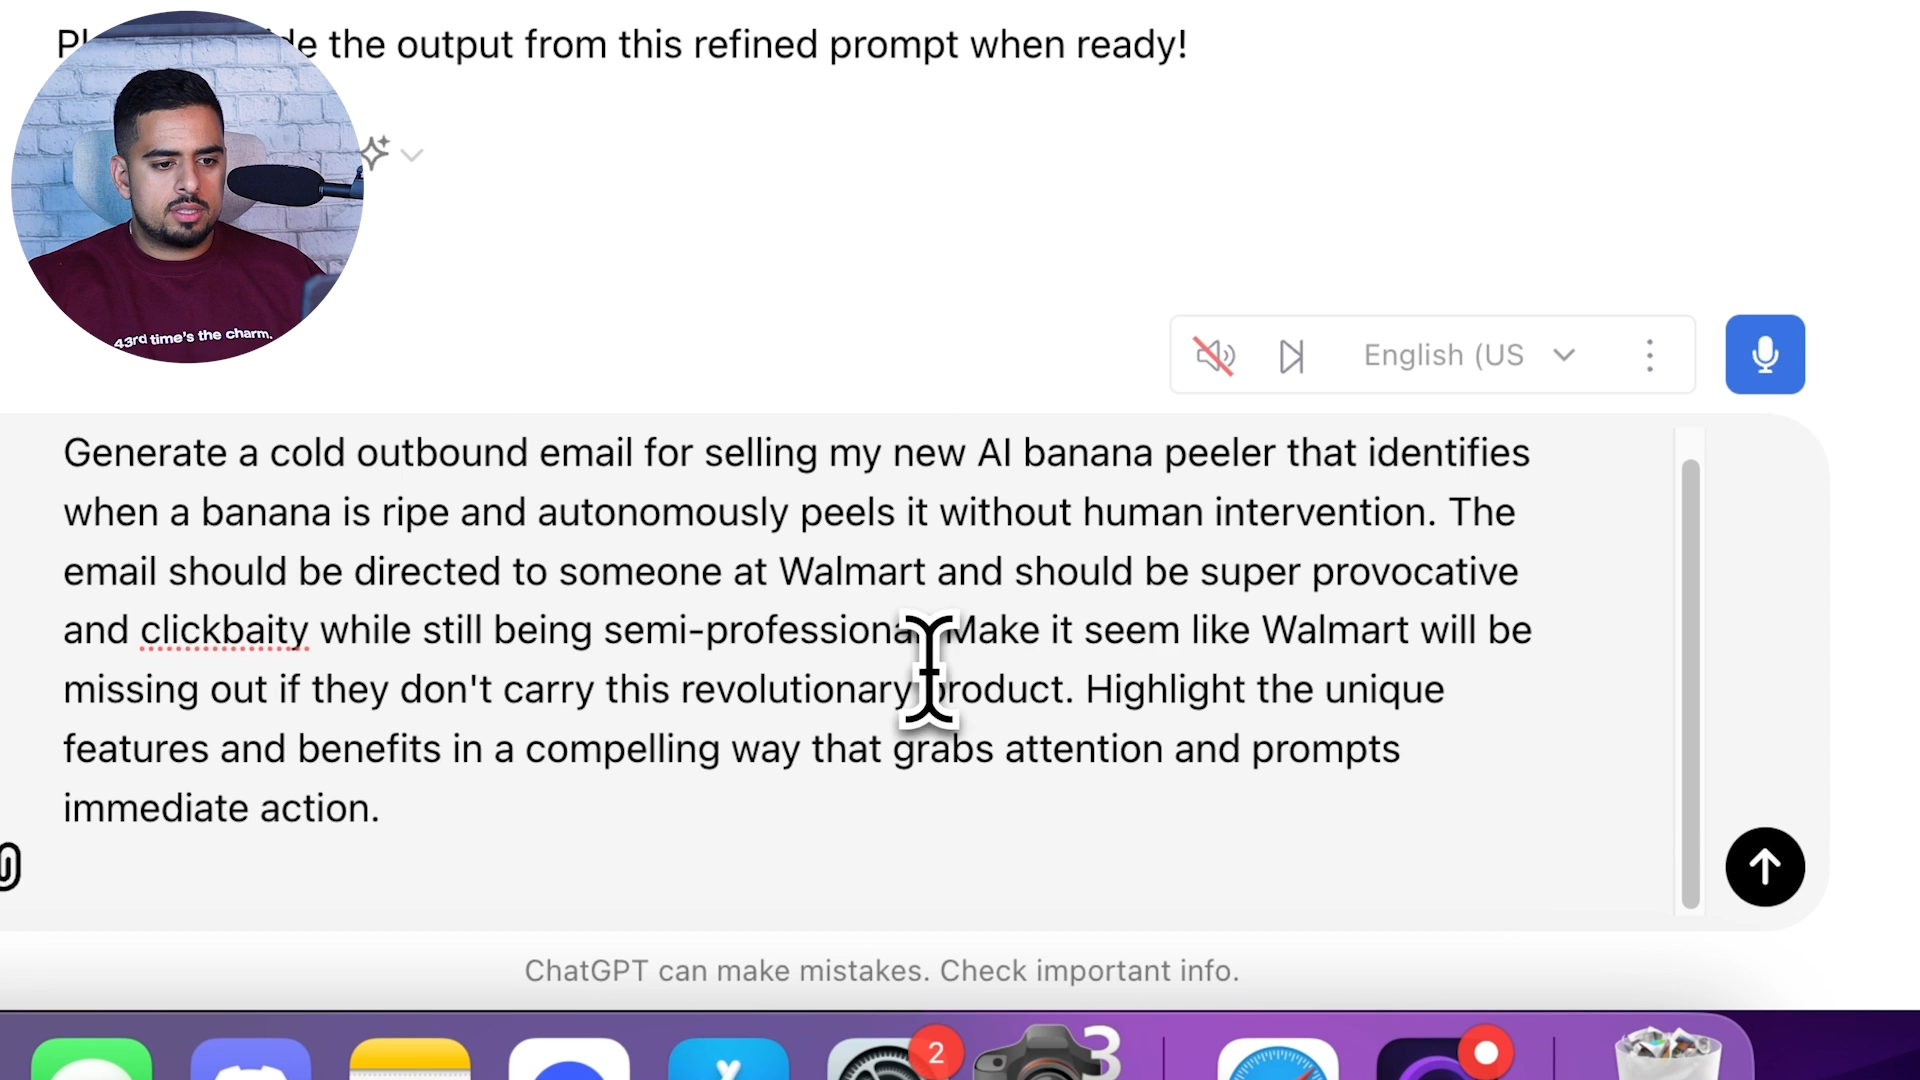 de the output from this refined prompt when ready!
43rd time's the charm.
English (US
Generate a cold outbound email for selling my new AI banana peeler that identifies
when a banana is ripe and autonomously peels it without human intervention. The
email should be directed to someone at Walmart and should be super provocative
and clickbaity while still being semi-professional Make it seem like Walmart will be
missing out if they don't carry this revolutionary product. Highlight the unique
features and benefits in a compelling way that grabs attention and prompts
immediate action.
ChatGPT can make mistakes. Check important info.
2
3